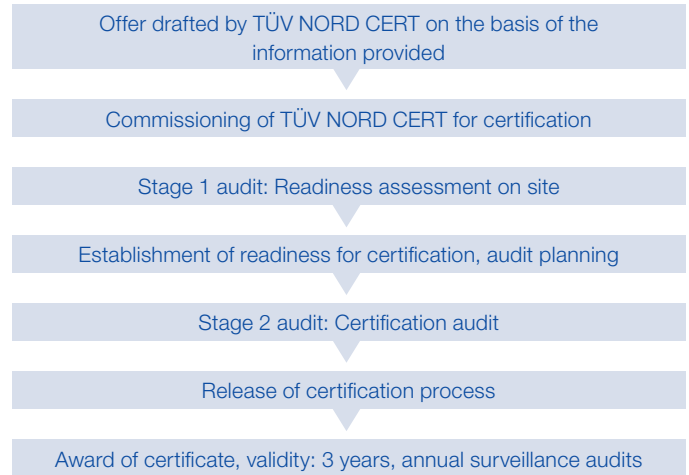 Offer drafted by TÜV NORD CERT on the basis of the
information provided
Commissioning of TÜV NORD CERT for certification
Stage 1 audit: Readiness assessment on site
Establishment of readiness for certification, audit planning
Stage 2 audit: Certification audit
Release of certification process
Award of certificate, validity: 3 years, annual surveillance audits